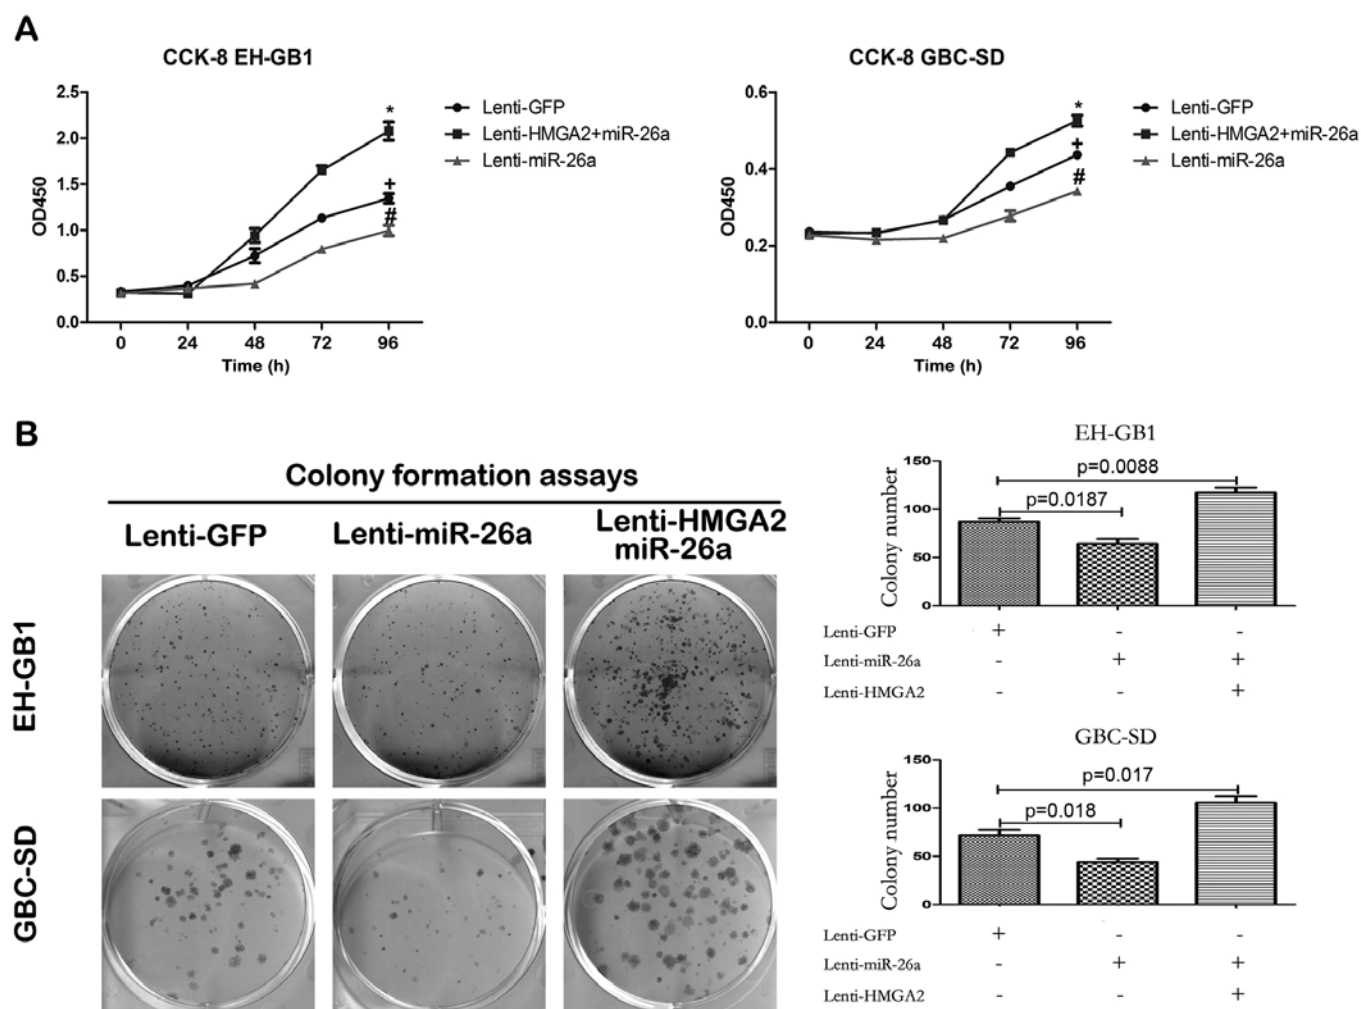 A
CCK-8 EH-GB1
2.5
2.0
1.5
1.0
0.5
0.0
OD450
*
+
#
0 24 48 72 96
Time (h)
Lenti-GFP
Lenti-HMGA2+miR-26a
Lenti-miR-26a
CCK-8 GBC-SD
0.6
0.4
0.2
0.0
OD450
*
+
#
0 24 48 72 96
Time (h)
Lenti-GFP
Lenti-HMGA2+miR-26a
Lenti-miR-26a
B
Colony formation assays
Lenti-GFP
Lenti-miR-26a
Lenti-HMGA2
miR-26a
EH-GB1
GBC-SD
EH-GB1
150
100
50
0
Colony number
p=0.0088
p=0.0187
Lenti-GFP + - -
Lenti-miR-26a - + +
Lenti-HMGA2 - - +
GBC-SD
150
100
50
0
Colony number
p=0.017
p=0.018
Lenti-GFP + - -
Lenti-miR-26a - + +
Lenti-HMGA2 - - +